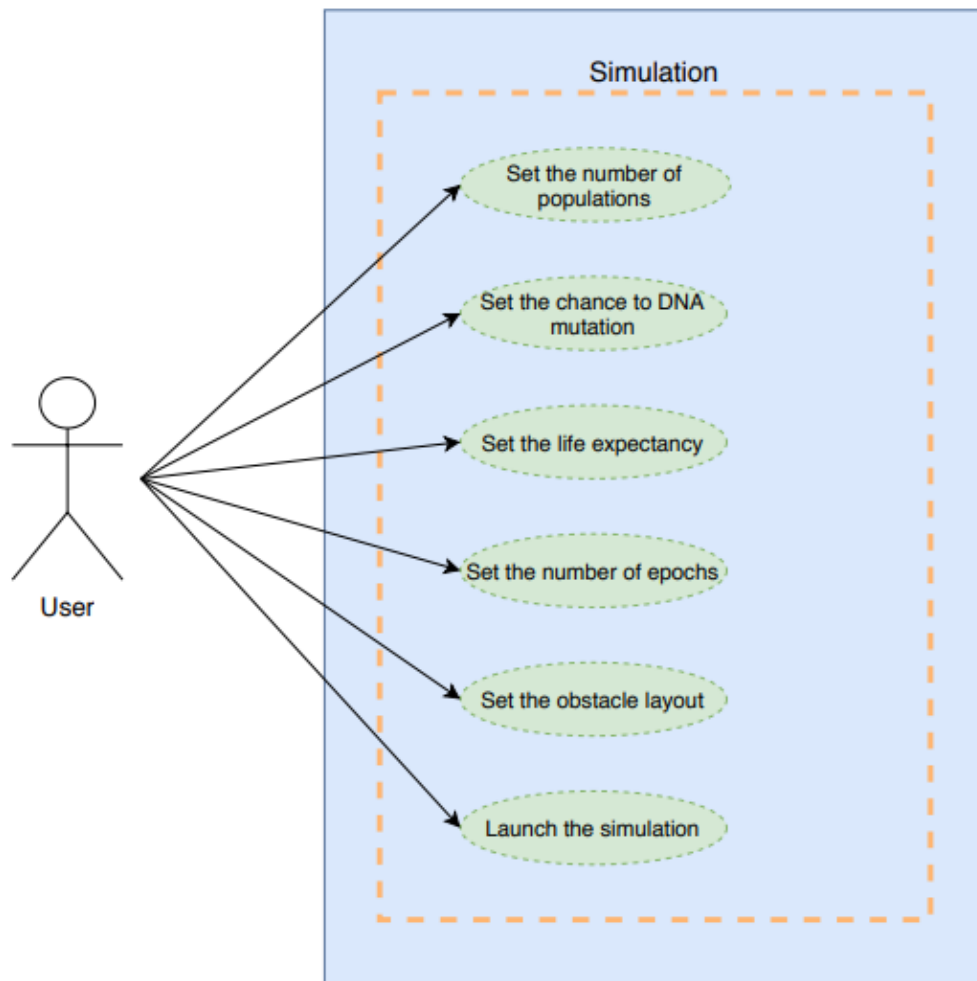 Simulation
Set the number of
populations
Set the chance to DNA
mutation
Set the life expectancy
Set the number of epochs
User
Set the obstacle layout
Launch the simulation